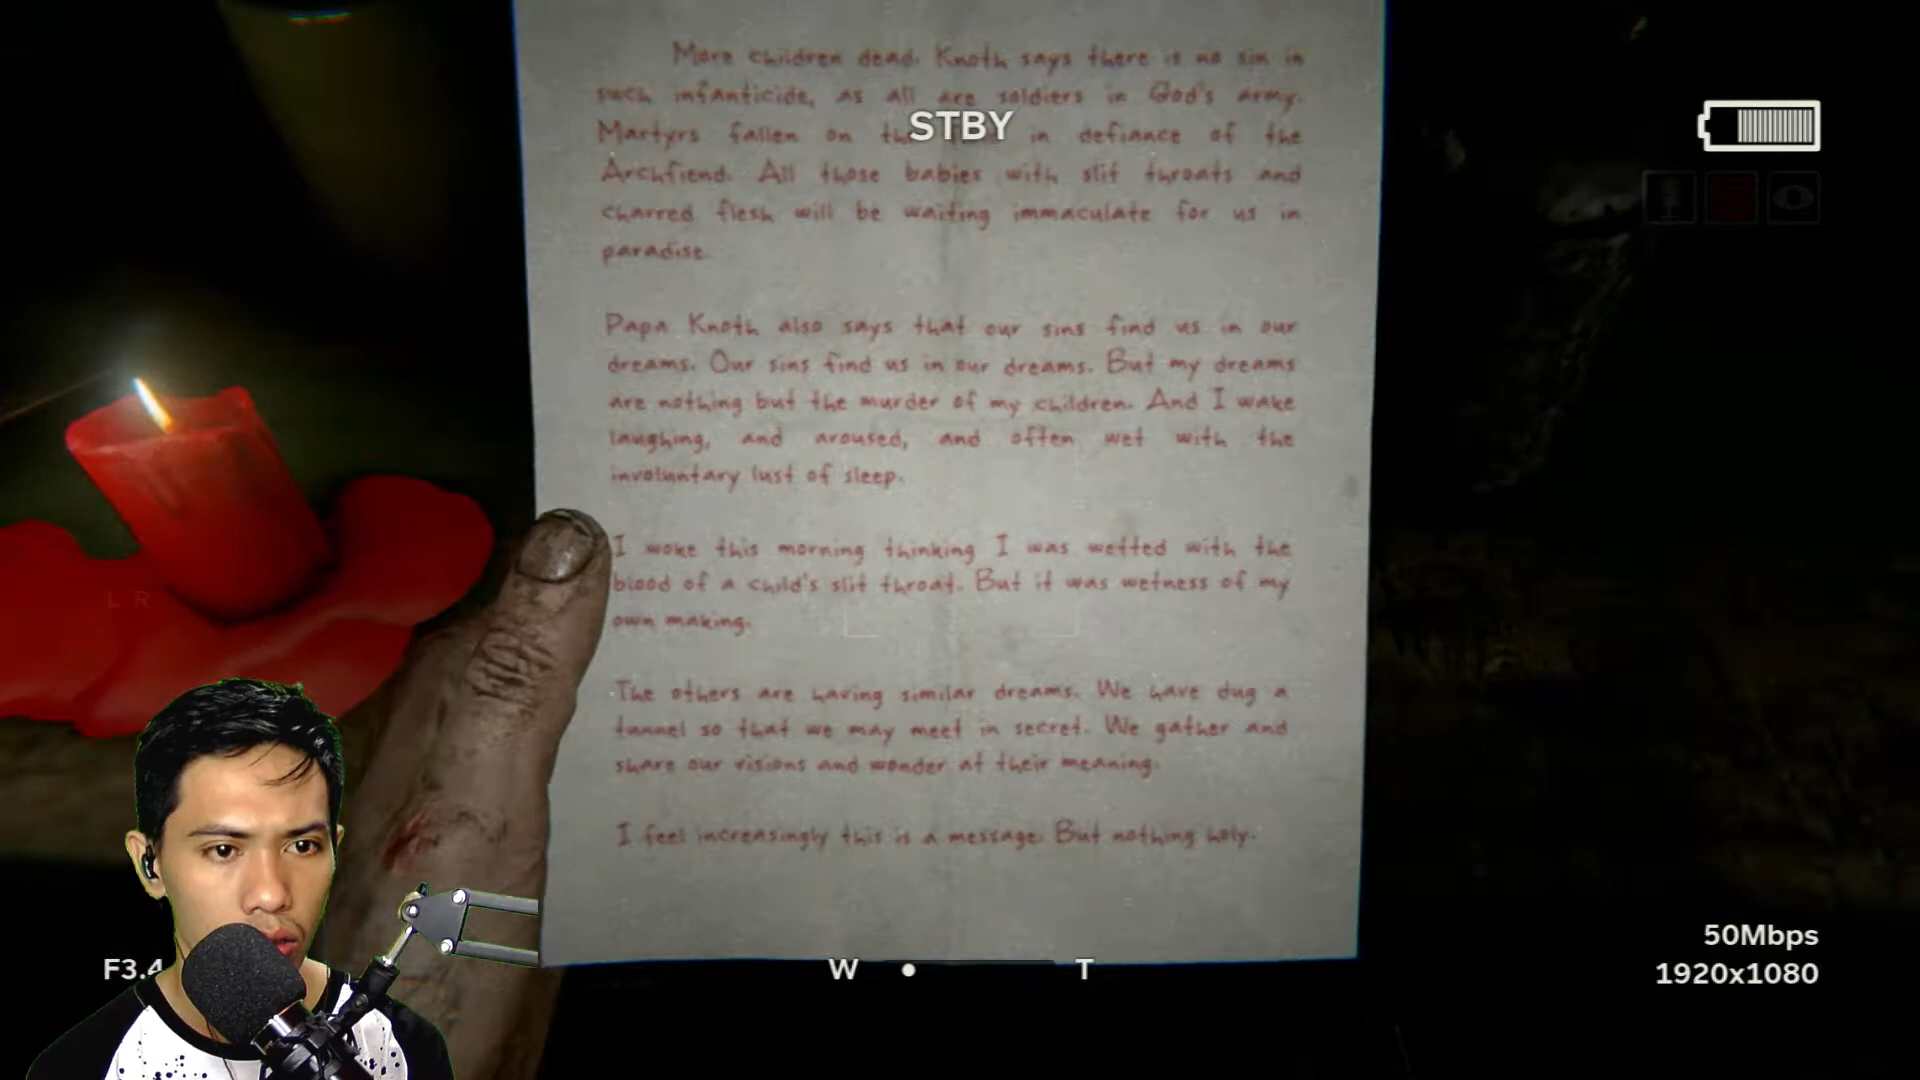 More children dead. Knoth says there is no sin in
such infanticide, as all are soldiers in God's army.
Martyrs fallen on the in defiance of the
STBY
Archfiend. All those babies with slit throats and
charred flesh will be waiting immaculate for us in
paradise.
Papa Knoth also says that our sins find us in our
dreams. Our sins find us in our dreams. But my dreams
are nothing but the murder of my children. And I wake
laughing, and aroused, and often wet with the
involuntary lust of sleep.
I woke this morning thinking I was wetted with the
blood of a child's slit throat. But it was wetness of my
own making.
L R
The others are having similar dreams. We have dug a
tunnel so that we may meet in secret. We gather and
share our visions and wonder at their meaning.
I feel increasingly this is a message. But nothing holy.
F3.4
W T
50Mbps
1920x1080